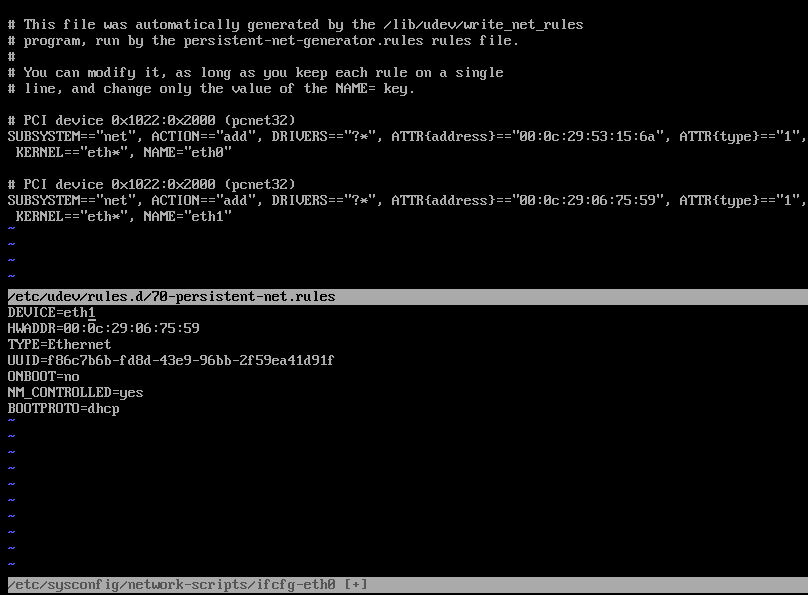 # This file was automatically generated by the /lib/udev/write_net_rules
# program, run by the persistent-net-generator.rules rules file.
#
# You can modify it, as long as you keep each rule on a single
# line, and change only the value of the NAME= key.

# PCI device 0x1022:0x2000 (pcnet32)
SUBSYSTEM=="net", ACTION=="add", DRIVERS=="?*", ATTR{address}=="00:0c:29:53:15:6a", ATTR{type}=="1",
 KERNEL=="eth*", NAME="eth0"

# PCI device 0x1022:0x2000 (pcnet32)
SUBSYSTEM=="net", ACTION=="add", DRIVERS=="?*", ATTR{address}=="00:0c:29:06:75:59", ATTR{type}=="1",
 KERNEL=="eth*", NAME="eth1"
~
~
~
~
/etc/udev/rules.d/70-persistent-net.rules
DEVICE=eth1
HWADDR=00:0c:29:06:75:59
TYPE=Ethernet
UUID=f86c7b6b-fd8d-43e9-96bb-2f59ea41d91f
ONBOOT=no
NM_CONTROLLED=yes
BOOTPROTO=dhcp
~
~
~
~
~
~
~
~
~
~
/etc/sysconfig/network-scripts/ifcfg-eth0 [+]